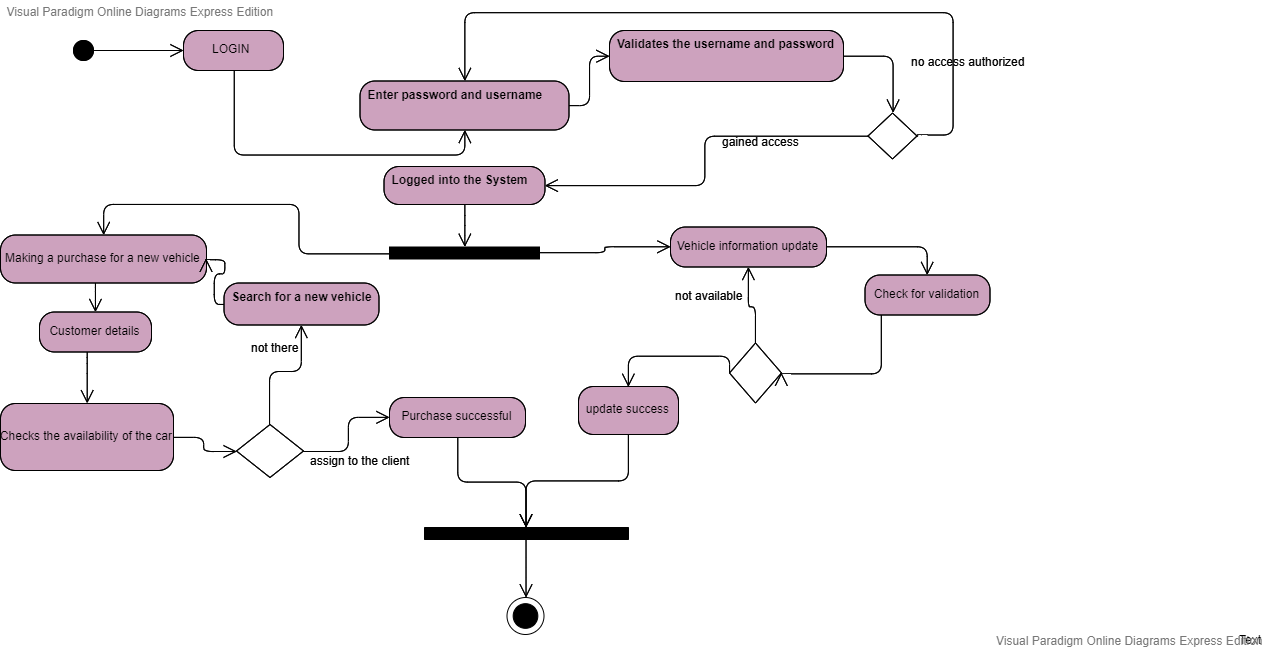 Visual Paradigm Online Diagrams Express Edition
LOGIN
Validates the username and password
no access authorized
Enter password and username
gained access
Logged into the System
Making a purchase for a new vehicle
Vehicle information update
Search for a new vehicle
not available
Check for validation
Customer details
not there
Purchase successful
update success
Checks the availability of the car
assign to the client
Visual Paradigm Online Diagrams Express Edition
Text